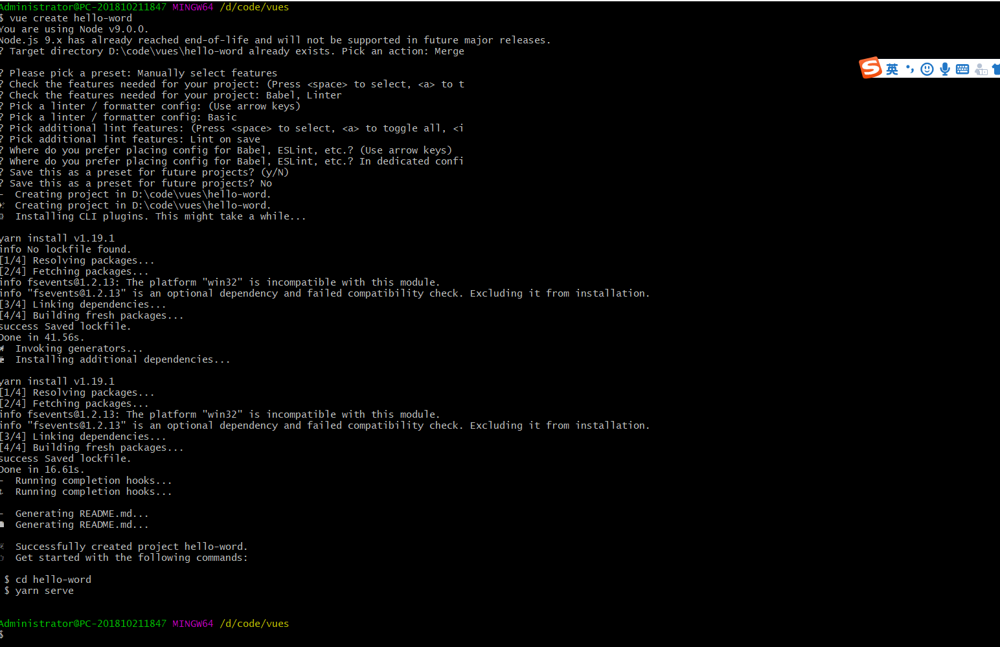 Administrator@PC-201810211847 MINGW64 /d/code/vues
$ vue create hello-word
You are using Node v9.0.0.
Node.js 9.x has already reached end-of-life and will not be supported in future major releases.
? Target directory D:\code\vues\hello-word already exists. Pick an action: Merge
? Please pick a preset: Manually select features
? Check the features needed for your project: (Press <space> to select, <a> to t
? Check the features needed for your project: Babel, Linter
? Pick a linter / formatter config: (Use arrow keys)
? Pick a linter / formatter config: Basic
? Pick additional lint features: (Press <space> to select, <a> to toggle all, <i
? Pick additional lint features: Lint on save
? Where do you prefer placing config for Babel, ESLint, etc.? (Use arrow keys)
? Where do you prefer placing config for Babel, ESLint, etc.? In dedicated confi
? Save this as a preset for future projects? (y/N)
? Save this as a preset for future projects? No
- Creating project in D:\code\vues\hello-word.
Creating project in D:\code\vues\hello-word.
Installing CLI plugins. This might take a while...
yarn install v1.19.1
info No lockfile found.
[1/4] Resolving packages...
[2/4] Fetching packages...
info fsevents@1.2.13: The platform "win32" is incompatible with this module.
info "fsevents@1.2.13" is an optional dependency and failed compatibility check. Excluding it from installation.
[3/4] Linking dependencies...
[4/4] Building fresh packages...
success Saved lockfile.
Done in 41.56s.
Invoking generators...
Installing additional dependencies...
yarn install v1.19.1
[1/4] Resolving packages...
[2/4] Fetching packages...
info fsevents@1.2.13: The platform "win32" is incompatible with this module.
info "fsevents@1.2.13" is an optional dependency and failed compatibility check. Excluding it from installation.
[3/4] Linking dependencies...
[4/4] Building fresh packages...
success Saved lockfile.
Done in 16.61s.
- Running completion hooks...
Running completion hooks...
- Generating README.md...
Generating README.md...
Successfully created project hello-word.
Get started with the following commands:
$ cd hello-word
$ yarn serve
Administrator@PC-201810211847 MINGW64 /d/code/vues
$
S 英